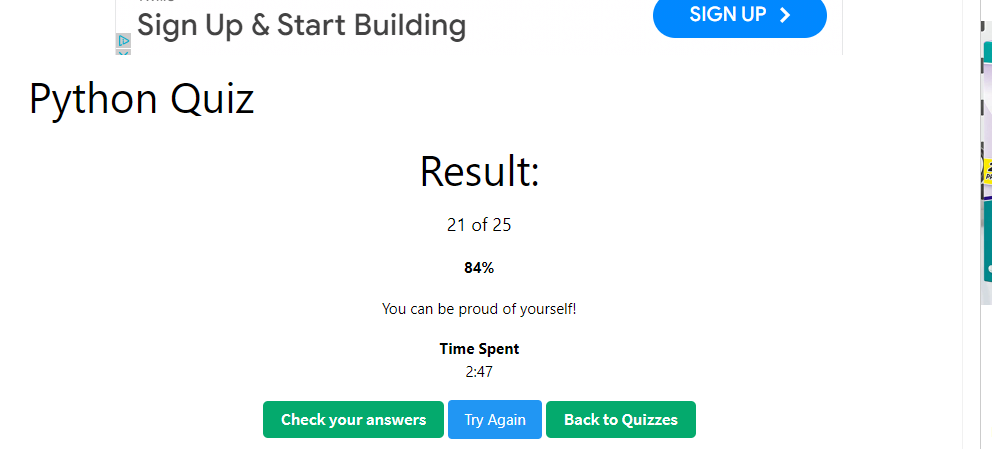 Sign Up & Start Building
SIGN UP
Python Quiz
Result:
21 of 25
84%
You can be proud of yourself!
Time Spent
2:47
Check your answers
Try Again
Back to Quizzes